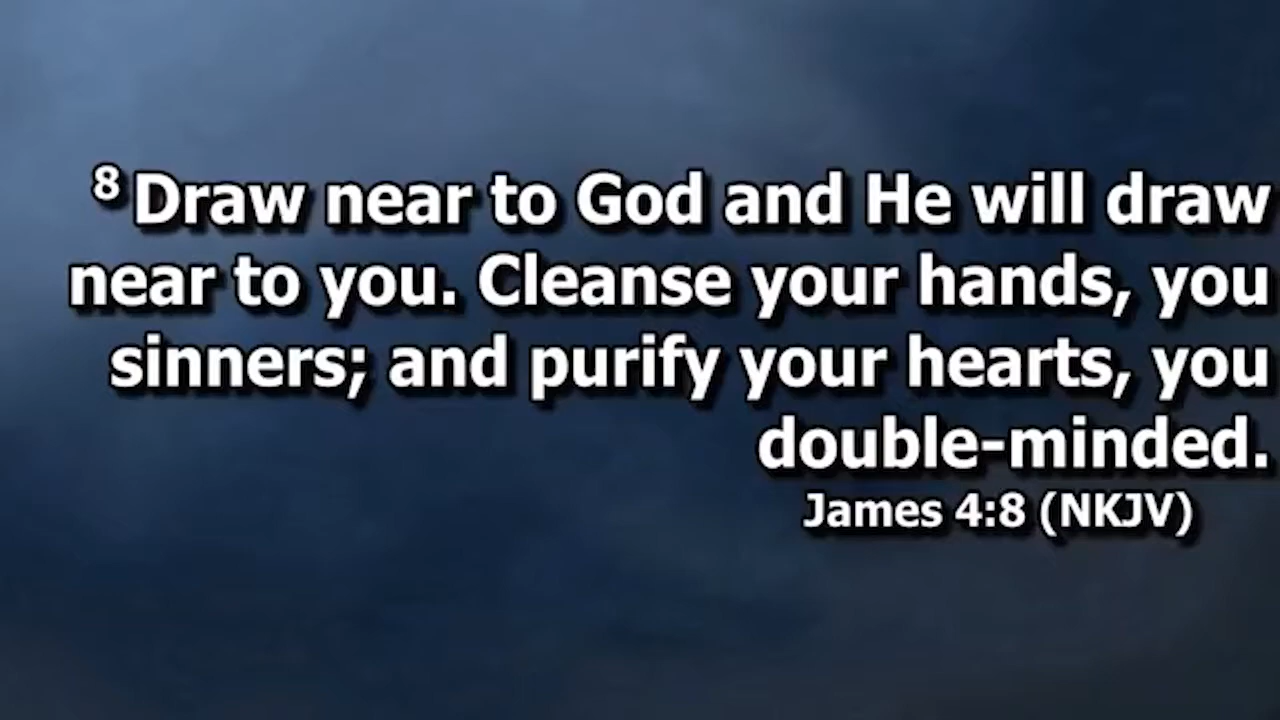 8 Draw near to God and He will draw
near to you. Cleanse your hands, you
sinners; and purify your hearts, you
double-minded.
James 4:8 (NKJV)